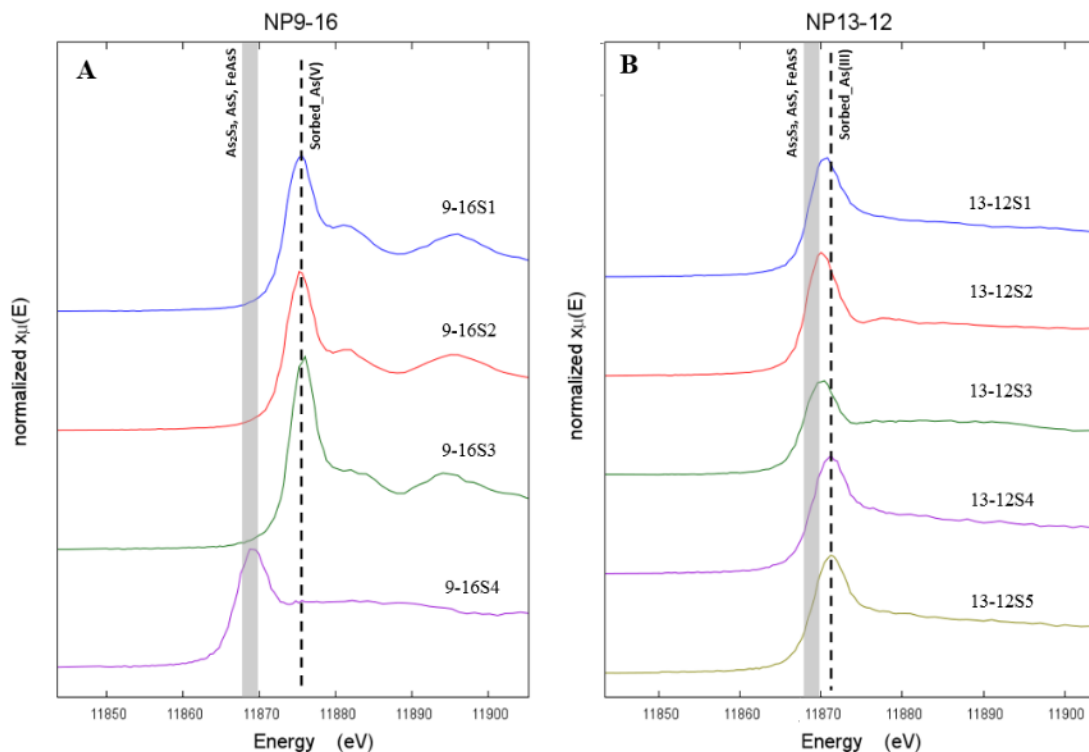 NP9-16
A
As₂S₃, AsS, FeAsS
Sorbed_As(V)
9-16S1
9-16S2
9-16S3
9-16S4
normalized xμ(E)
11850 11860 11870 11880 11890 11900
Energy (eV)
NP13-12
B
As₂S₃, AsS, FeAsS
Sorbed_As(III)
13-12S1
13-12S2
13-12S3
13-12S4
13-12S5
normalized xμ(E)
11850 11860 11870 11880 11890 11900
Energy (eV)